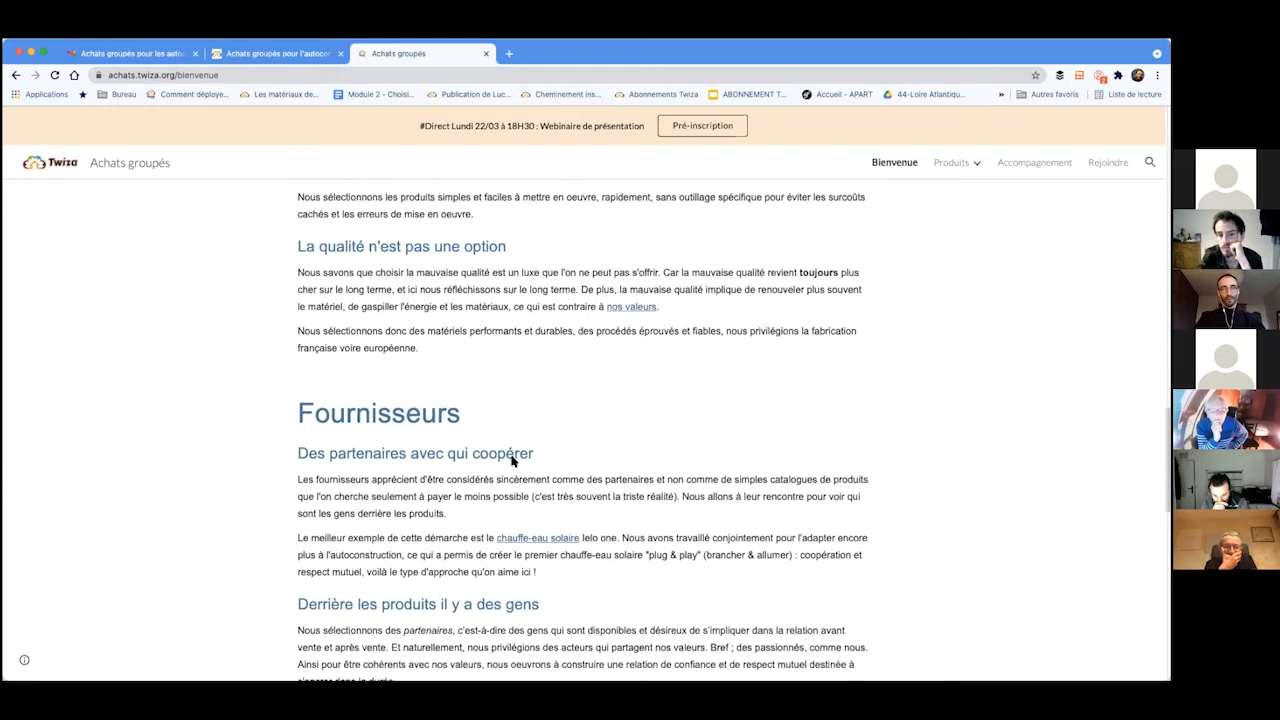 Achats groupés pour les autoc
Achats groupés pour l'autocon
Achats groupés
achats.twiza.org/bienvenue
Applications
Bureau
Comment déploye...
Les matériaux de...
Module 2 - Choisi...
Publication de Luc...
Cheminement ins...
Abonnements Twiza
ABONNEMENT T...
Accueil - APART
44-Loire Atlantiqu...
»
Autres favoris
Liste de lecture
#Direct Lundi 22/03 à 18H30 : Webinaire de présentation
Pré-inscription
Twiza
Achats groupés
Bienvenue
Produits
Accompagnement
Rejoindre
Nous sélectionnons les produits simples et faciles à mettre en oeuvre, rapidement, sans outillage spécifique pour éviter les surcoûts
cachés et les erreurs de mise en oeuvre.
La qualité n'est pas une option
Nous savons que choisir la mauvaise qualité est un luxe que l'on ne peut pas s'offrir. Car la mauvaise qualité revient toujours plus
cher sur le long terme, et ici nous réfléchissons sur le long terme. De plus, la mauvaise qualité implique de renouveler plus souvent
le matériel, de gaspiller l'énergie et les matériaux, ce qui est contraire à nos valeurs.
Nous sélectionnons donc des matériels performants et durables, des procédés éprouvés et fiables, nous privilégions la fabrication
française voire européenne.
Fournisseurs
Des partenaires avec qui coopérer
Les fournisseurs apprécient d'être considérés sincèrement comme des partenaires et non comme de simples catalogues de produits
que l'on cherche seulement à payer le moins possible (c'est très souvent la triste réalité). Nous allons à leur rencontre pour voir qui
sont les gens derrière les produits.
Le meilleur exemple de cette démarche est le chauffe-eau solaire Ielo one. Nous avons travaillé conjointement pour l'adapter encore
plus à l'autoconstruction, ce qui a permis de créer le premier chauffe-eau solaire "plug & play" (brancher & allumer) : coopération et
respect mutuel, voilà le type d'approche qu'on aime ici !
Derrière les produits il y a des gens
Nous sélectionnons des partenaires, c'est-à-dire des gens qui sont disponibles et désireux de s'impliquer dans la relation avant
vente et après vente. Et naturellement, nous privilégions des acteurs qui partagent nos valeurs. Bref ; des passionnés, comme nous.
Ainsi pour être cohérents avec nos valeurs, nous oeuvrons à construire une relation de confiance et de respect mutuel destinée à